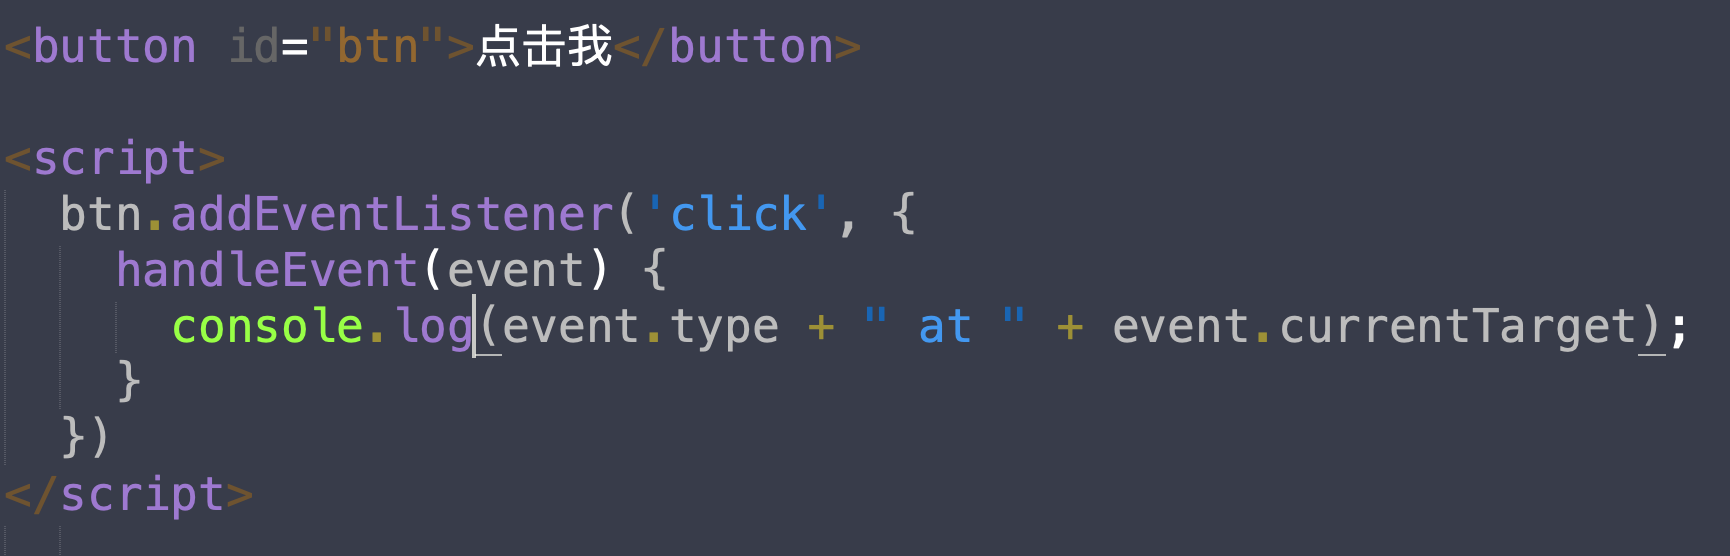 <button id="btn">点击我</button>
<script>
btn.addEventListener('click', {
handleEvent(event) {
console.log(event.type + " at " + event.currentTarget);
}
})
</script>